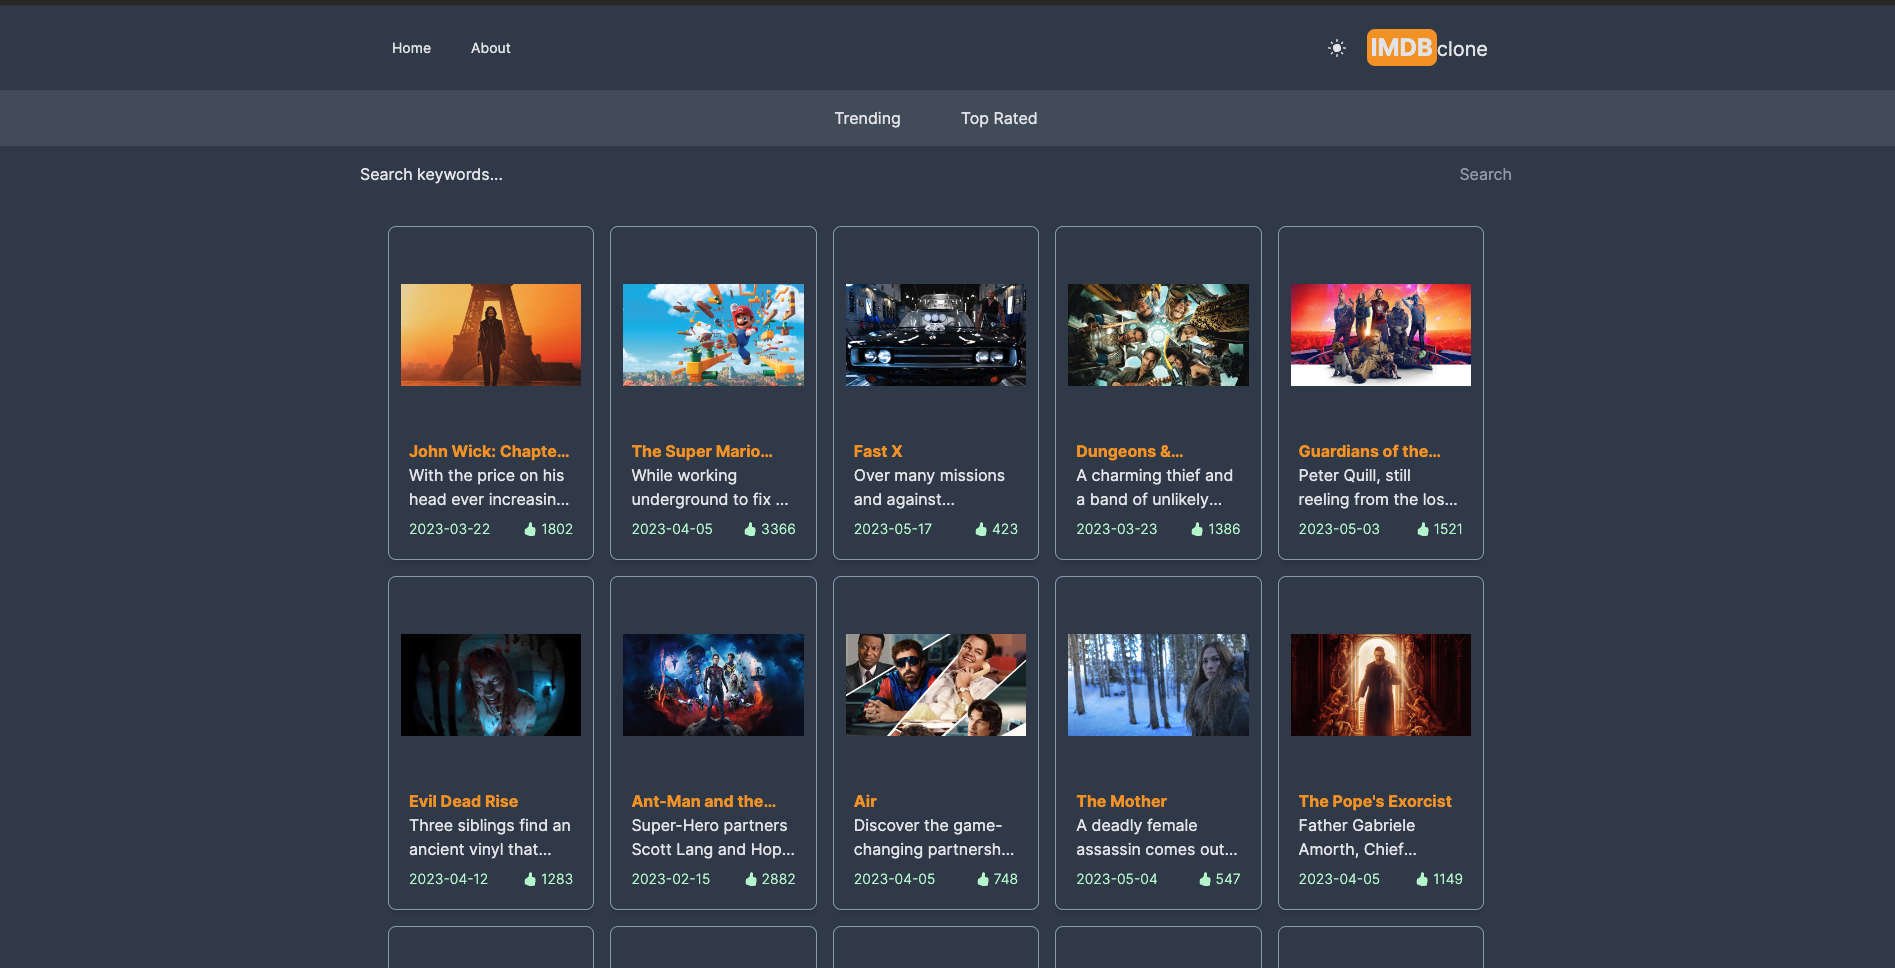 Home About IMDB clone
Trending Top Rated
Search keywords... Search
John Wick: Chapte...
With the price on his
head ever increasin...
2023-03-22 1802
The Super Mario...
While working
underground to fix ...
2023-04-05 3366
Fast X
Over many missions
and against...
2023-05-17 423
Dungeons &...
A charming thief and
a band of unlikely...
2023-03-23 1386
Guardians of the...
Peter Quill, still
reeling from the los...
2023-05-03 1521
Evil Dead Rise
Three siblings find an
ancient vinyl that...
2023-04-12 1283
Ant-Man and the...
Super-Hero partners
Scott Lang and Hop...
2023-02-15 2882
Air
Discover the game-
changing partnersh...
2023-04-05 748
The Mother
A deadly female
assassin comes out...
2023-05-04 547
The Pope's Exorcist
Father Gabriele
Amorth, Chief...
2023-04-05 1149